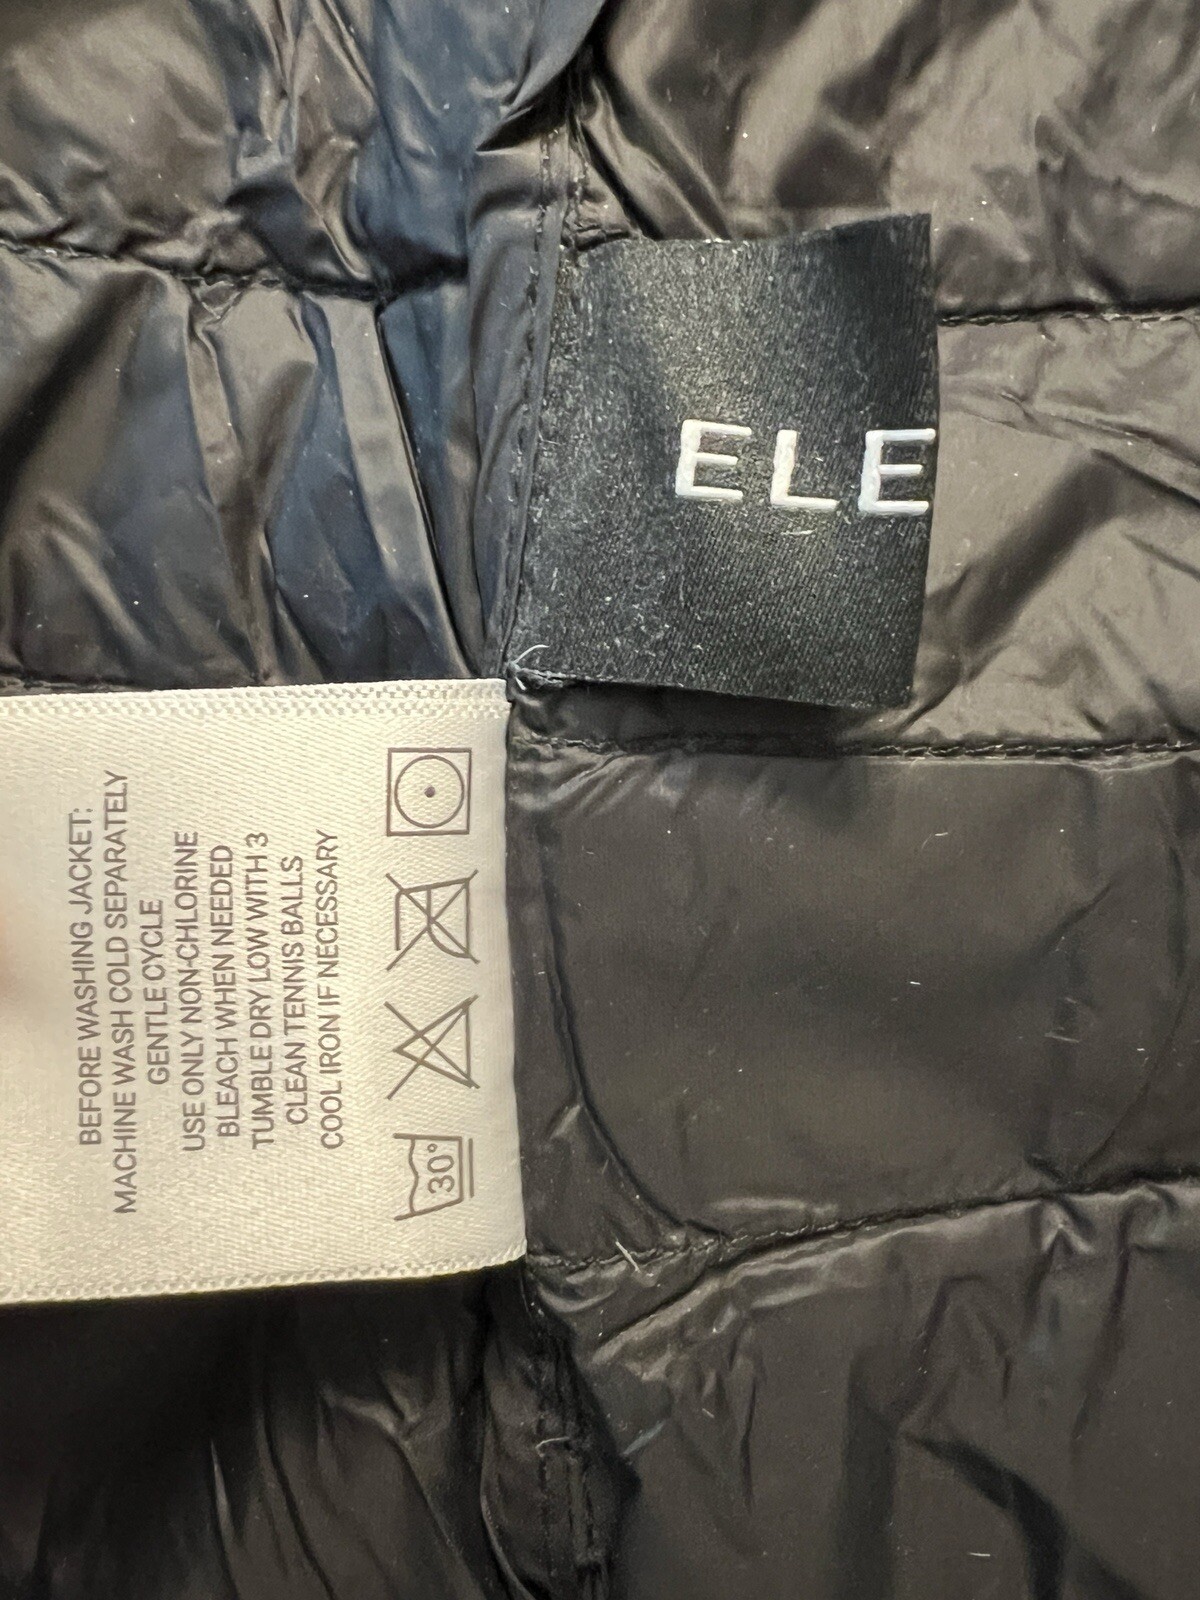 ELE
BEFORE WASHING JACKET:
MACHINE WASH COLD SEPARATELY
GENTLE CYCLE
USE ONLY NON-CHLORINE
BLEACH WHEN NEEDED
TUMBLE DRY LOW WITH 3
CLEAN TENNIS BALLS
COOL IRON IF NECESSARY
30°